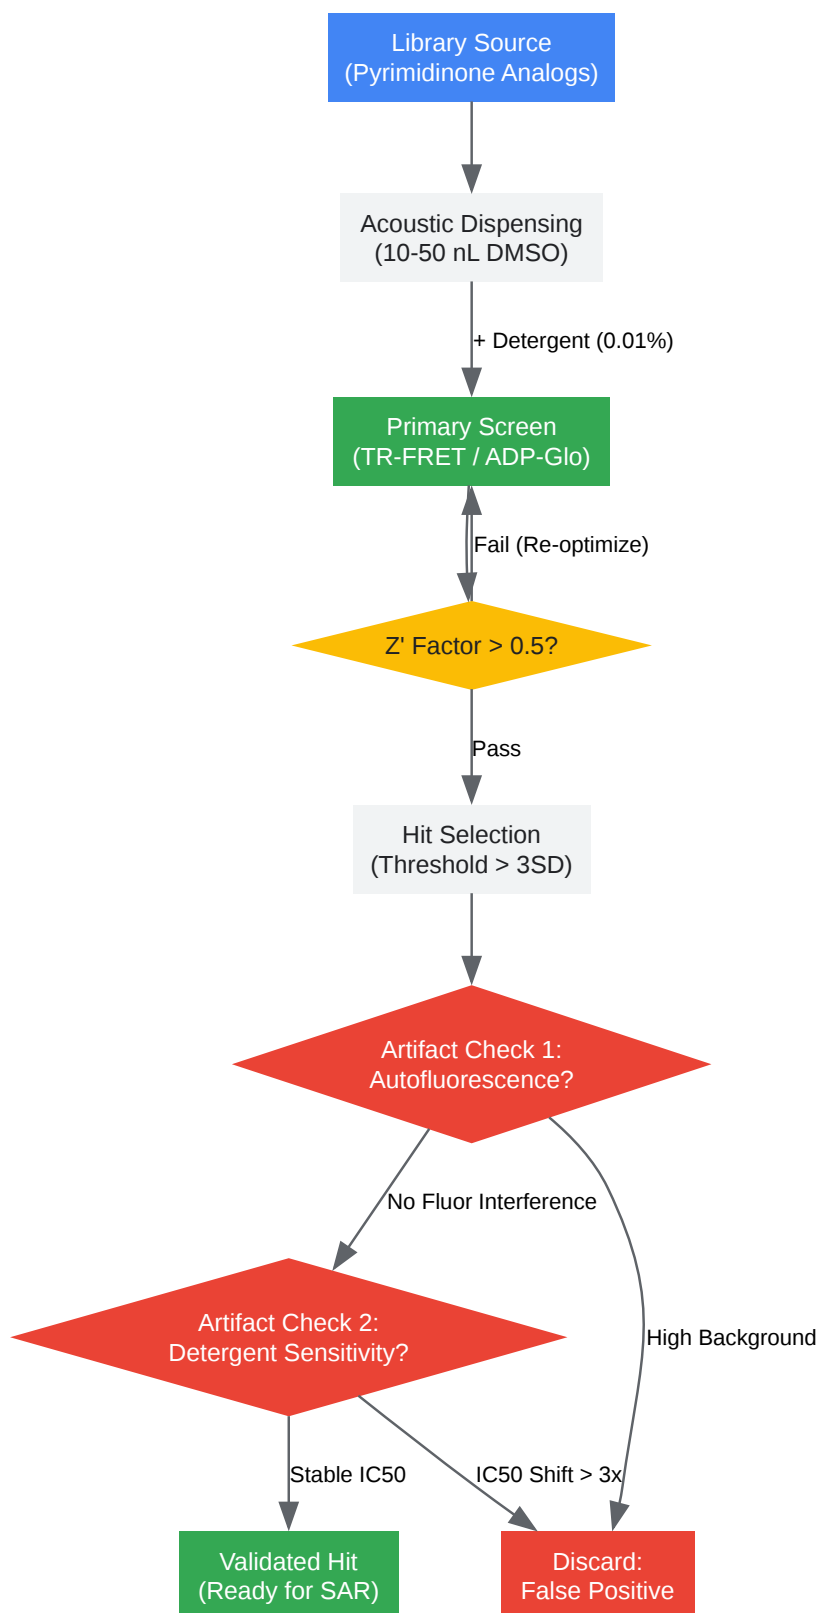 Library Source
(Pyrimidinone Analogs)
Acoustic Dispensing
(10-50 nL DMSO)
+ Detergent (0.01%)
Primary Screen
(TR-FRET / ADP-Glo)
Fail (Re-optimize)
Z' Factor > 0.5?
Pass
Hit Selection
(Threshold > 3SD)
Artifact Check 1:
Autofluorescence?
No Fluor Interference
Artifact Check 2:
Detergent Sensitivity?
High Background
Stable IC50
IC50 Shift > 3x
Validated Hit
(Ready for SAR)
Discard:
False Positive